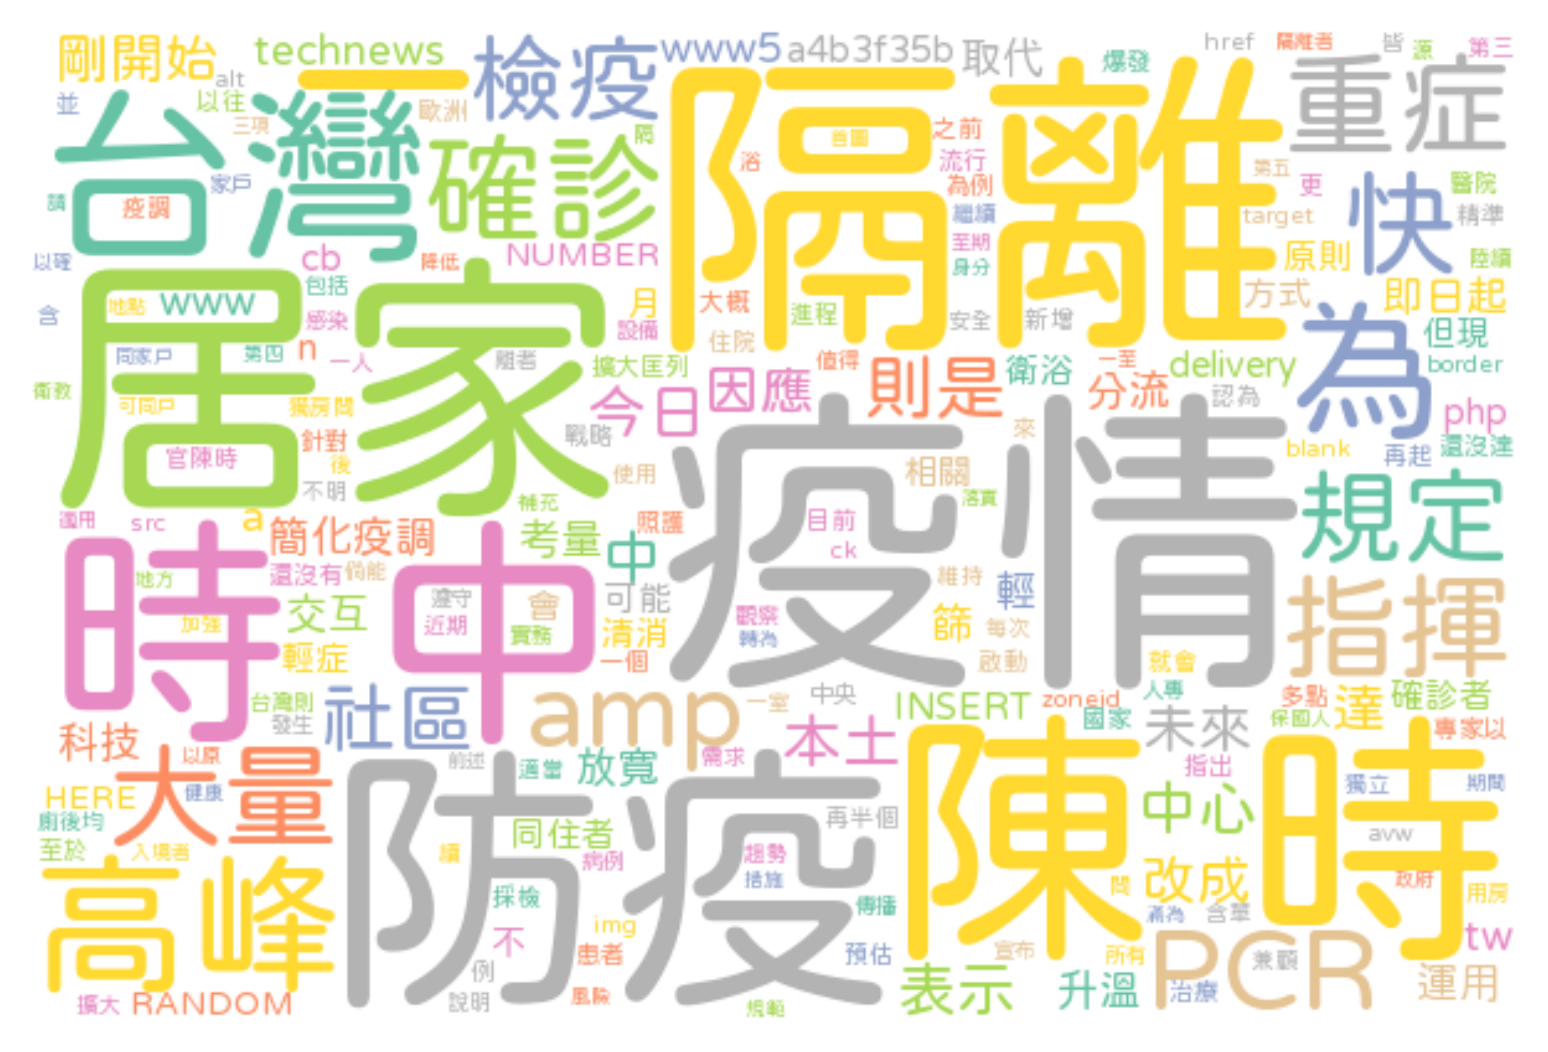 剛開始
technews
檢疫
www5
a4b3f35b
取代
href
隔離者
皆
源
第三
爆發
alt
一
並
以往
歐洲
三項
台灣
家戶
疫調
請
確診
隔
隔離
首圖
浴
之前
流行
為例
繼續
至期
身分
重症
第五
更
醫院
target
精準
快
原則
陸續
以確
cb
降低
NUMBER
包括
感染
含
地點
www
居家
同家戶
第四
n
一人
月
設備
大概
進程
住院
安全
新增
方式
即日起
但現
border
為
離者
擴大匡列
值得
一至
delivery
衛教
可同戶
獨房間
今日
因應
則是
衛浴
分流
認為
php
針對
戰略
官陳時
後
不明
使用
相關
來
blank
再起
還沒達
補充
落實
疫情
規定
適用
src
a
簡化疫調
考量
照護
中
目前
ck
還沒有
倘能
地方
時中
遵守
近期
會
實務
可能
維持
輕
指揮
加強
交互
輕症
清消
觀察
轉為
篩
每次
一個
啟動
就會
台灣則
發生
社區
amp
一室
中央
INSERT
zoneid
人專
國家
多點
保國人
達
確診者
專家以
科技
以原
前述
適當
放寬
需求
本土
未來
指出
大量
健康
HERE
廁後均
至於
入境者
防疫
同住者
再半個
陳時
中心
獨立
期間
avw
高峰
續
病例
趨勢
措施
採檢
傳播
改成
問
政府
用房
img
不
患者
預估
滿為
含華
宣布
所有
PCR
兼顧
tw
擴大
RANDOM
例
說明
風險
規範
表示
升溫
治療
運用